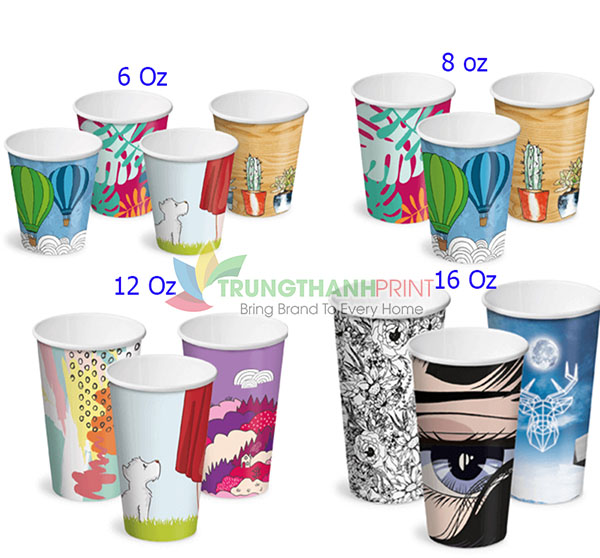 6 Oz
8 oz
12 Oz
TRUNGTHANHPRINT
Bring Brand To Every Home
16 Oz